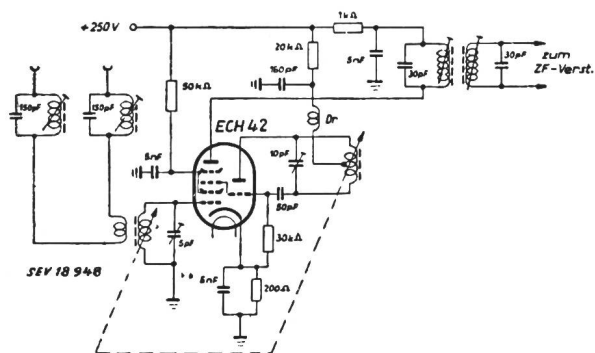 +250V
1kΩ
20kΩ
5nF
30pF
30pF
zum
ZF-Verst.
160pF
50kΩ
150pF
150pF
Dr
ECH 42
5nF
10pF
50pF
5pF
30kΩ
SEV 18 948
5nF
200Ω